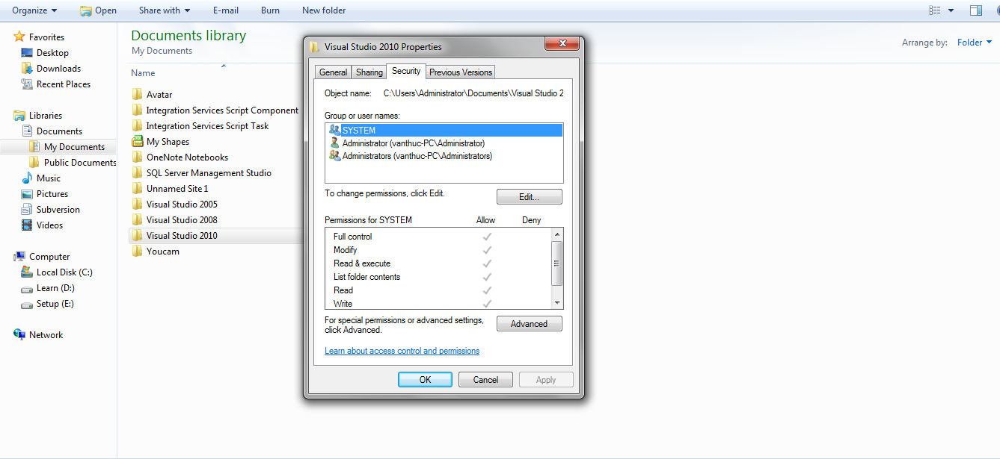 Organize Open Share with E-mail Burn New folder
Favorites
Desktop
Downloads
Recent Places
Libraries
Documents
My Documents
Public Documents
Music
Pictures
Subversion
Videos
Computer
Local Disk (C:)
Learn (D:)
Setup (E:)
Network
Documents library
My Documents
Arrange by: Folder
Name
Avatar
Integration Services Script Component
Integration Services Script Task
My Shapes
OneNote Notebooks
SQL Server Management Studio
Unnamed Site 1
Visual Studio 2005
Visual Studio 2008
Visual Studio 2010
Youcam
Visual Studio 2010 Properties
General Sharing Security Previous Versions
Object name: C:\Users\Administrator\Documents\Visual Studio 2
Group or user names:
SYSTEM
Administrator (vanthuc-PC\Administrator)
Administrators (vanthuc-PC\Administrators)
To change permissions, click Edit. Edit...
Permissions for SYSTEM Allow Deny
Full control
Modify
Read & execute
List folder contents
Read
Write
For special permissions or advanced settings,
click Advanced.
Advanced
Learn about access control and permissions
OK Cancel Apply